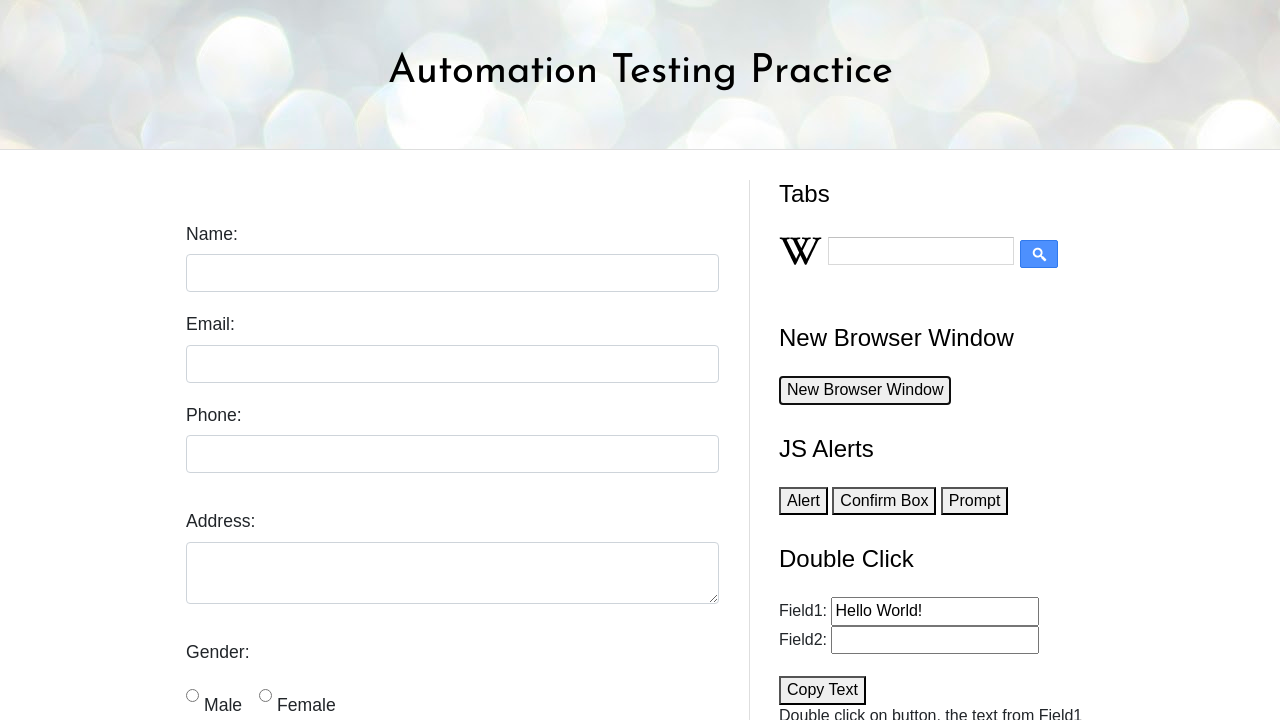 Automation Testing Practice
Name:
Email:
Phone:
Address:
Gender:
Male
Female
Tabs
W
New Browser Window
New Browser Window
JS Alerts
Alert
Confirm Box
Prompt
Double Click
Field1: Hello World!
Field2:
Copy Text
Double click on button, the text from Field1